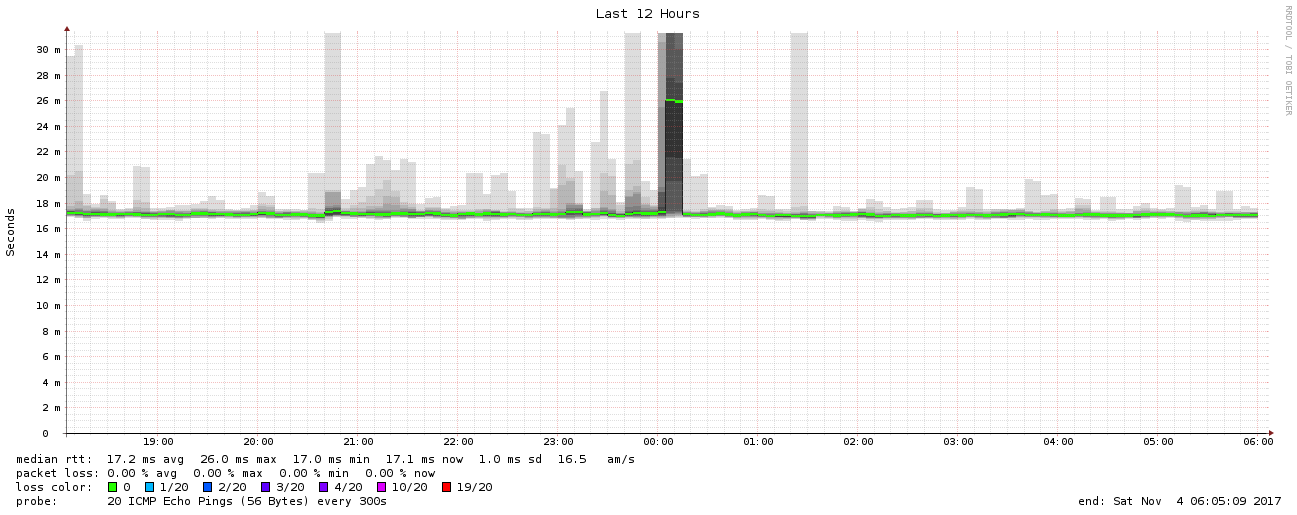 Last 12 Hours
RRDTOOL / TOBI OETIKER
Seconds
30 m
28 m
26 m
24 m
22 m
20 m
18 m
16 m
14 m
12 m
10 m
8 m
6 m
4 m
2 m
0
19:00 20:00 21:00 22:00 23:00 00:00 01:00 02:00 03:00 04:00 05:00 06:00
median rtt: 17.2 ms avg 26.0 ms max 17.0 ms min 17.1 ms now 1.0 ms sd 16.5 am/s
packet loss: 0.00 % avg 0.00 % max 0.00 % min 0.00 % now
loss color: 0 1/20 2/20 3/20 4/20 10/20 19/20
probe: 20 ICMP Echo Pings (56 Bytes) every 300s end: Sat Nov 4 06:05:09 2017